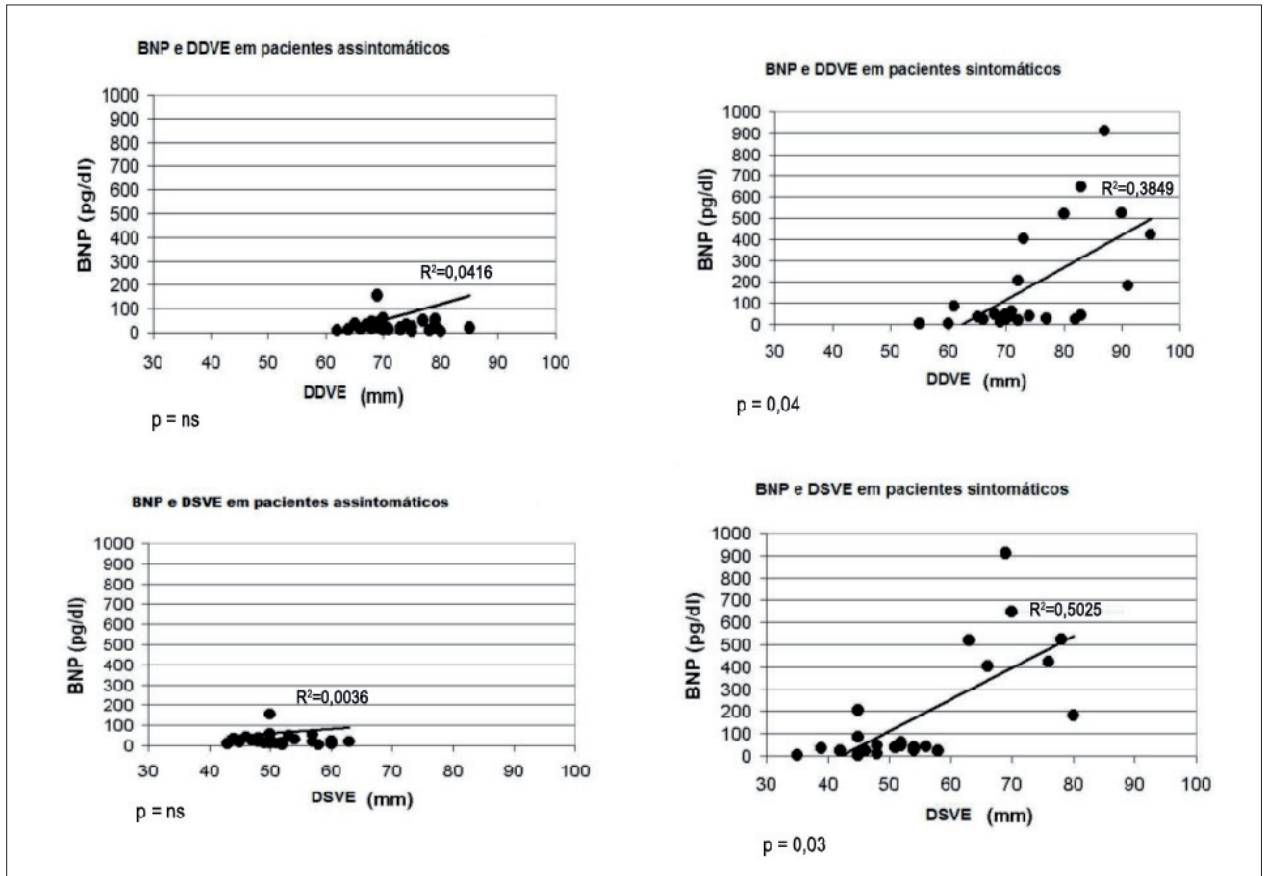 BNP e DDVE em pacientes assintomáticos
1000
900
800
700
600
500
400
300
200
100
0
BNP (pg/dl)
R²=0,0416
30 40 50 60 70 80 90 100
DDVE (mm)
p = ns
BNP e DDVE em pacientes sintomáticos
1000
900
800
700
600
500
400
300
200
100
0
BNP (pg/dl)
R²=0,3849
30 40 50 60 70 80 90 100
DDVE (mm)
p = 0,04
BNP e DSVE em pacientes assintomáticos
1000
900
800
700
600
500
400
300
200
100
0
BNP (pg/dl)
R²=0,0036
30 40 50 60 70 80 90 100
DSVE (mm)
p = ns
BNP e DSVE em pacientes sintomáticos
1000
900
800
700
600
500
400
300
200
100
0
BNP (pg/dl)
R²=0,5025
30 40 50 60 70 80 90 100
DSVE (mm)
p = 0,03